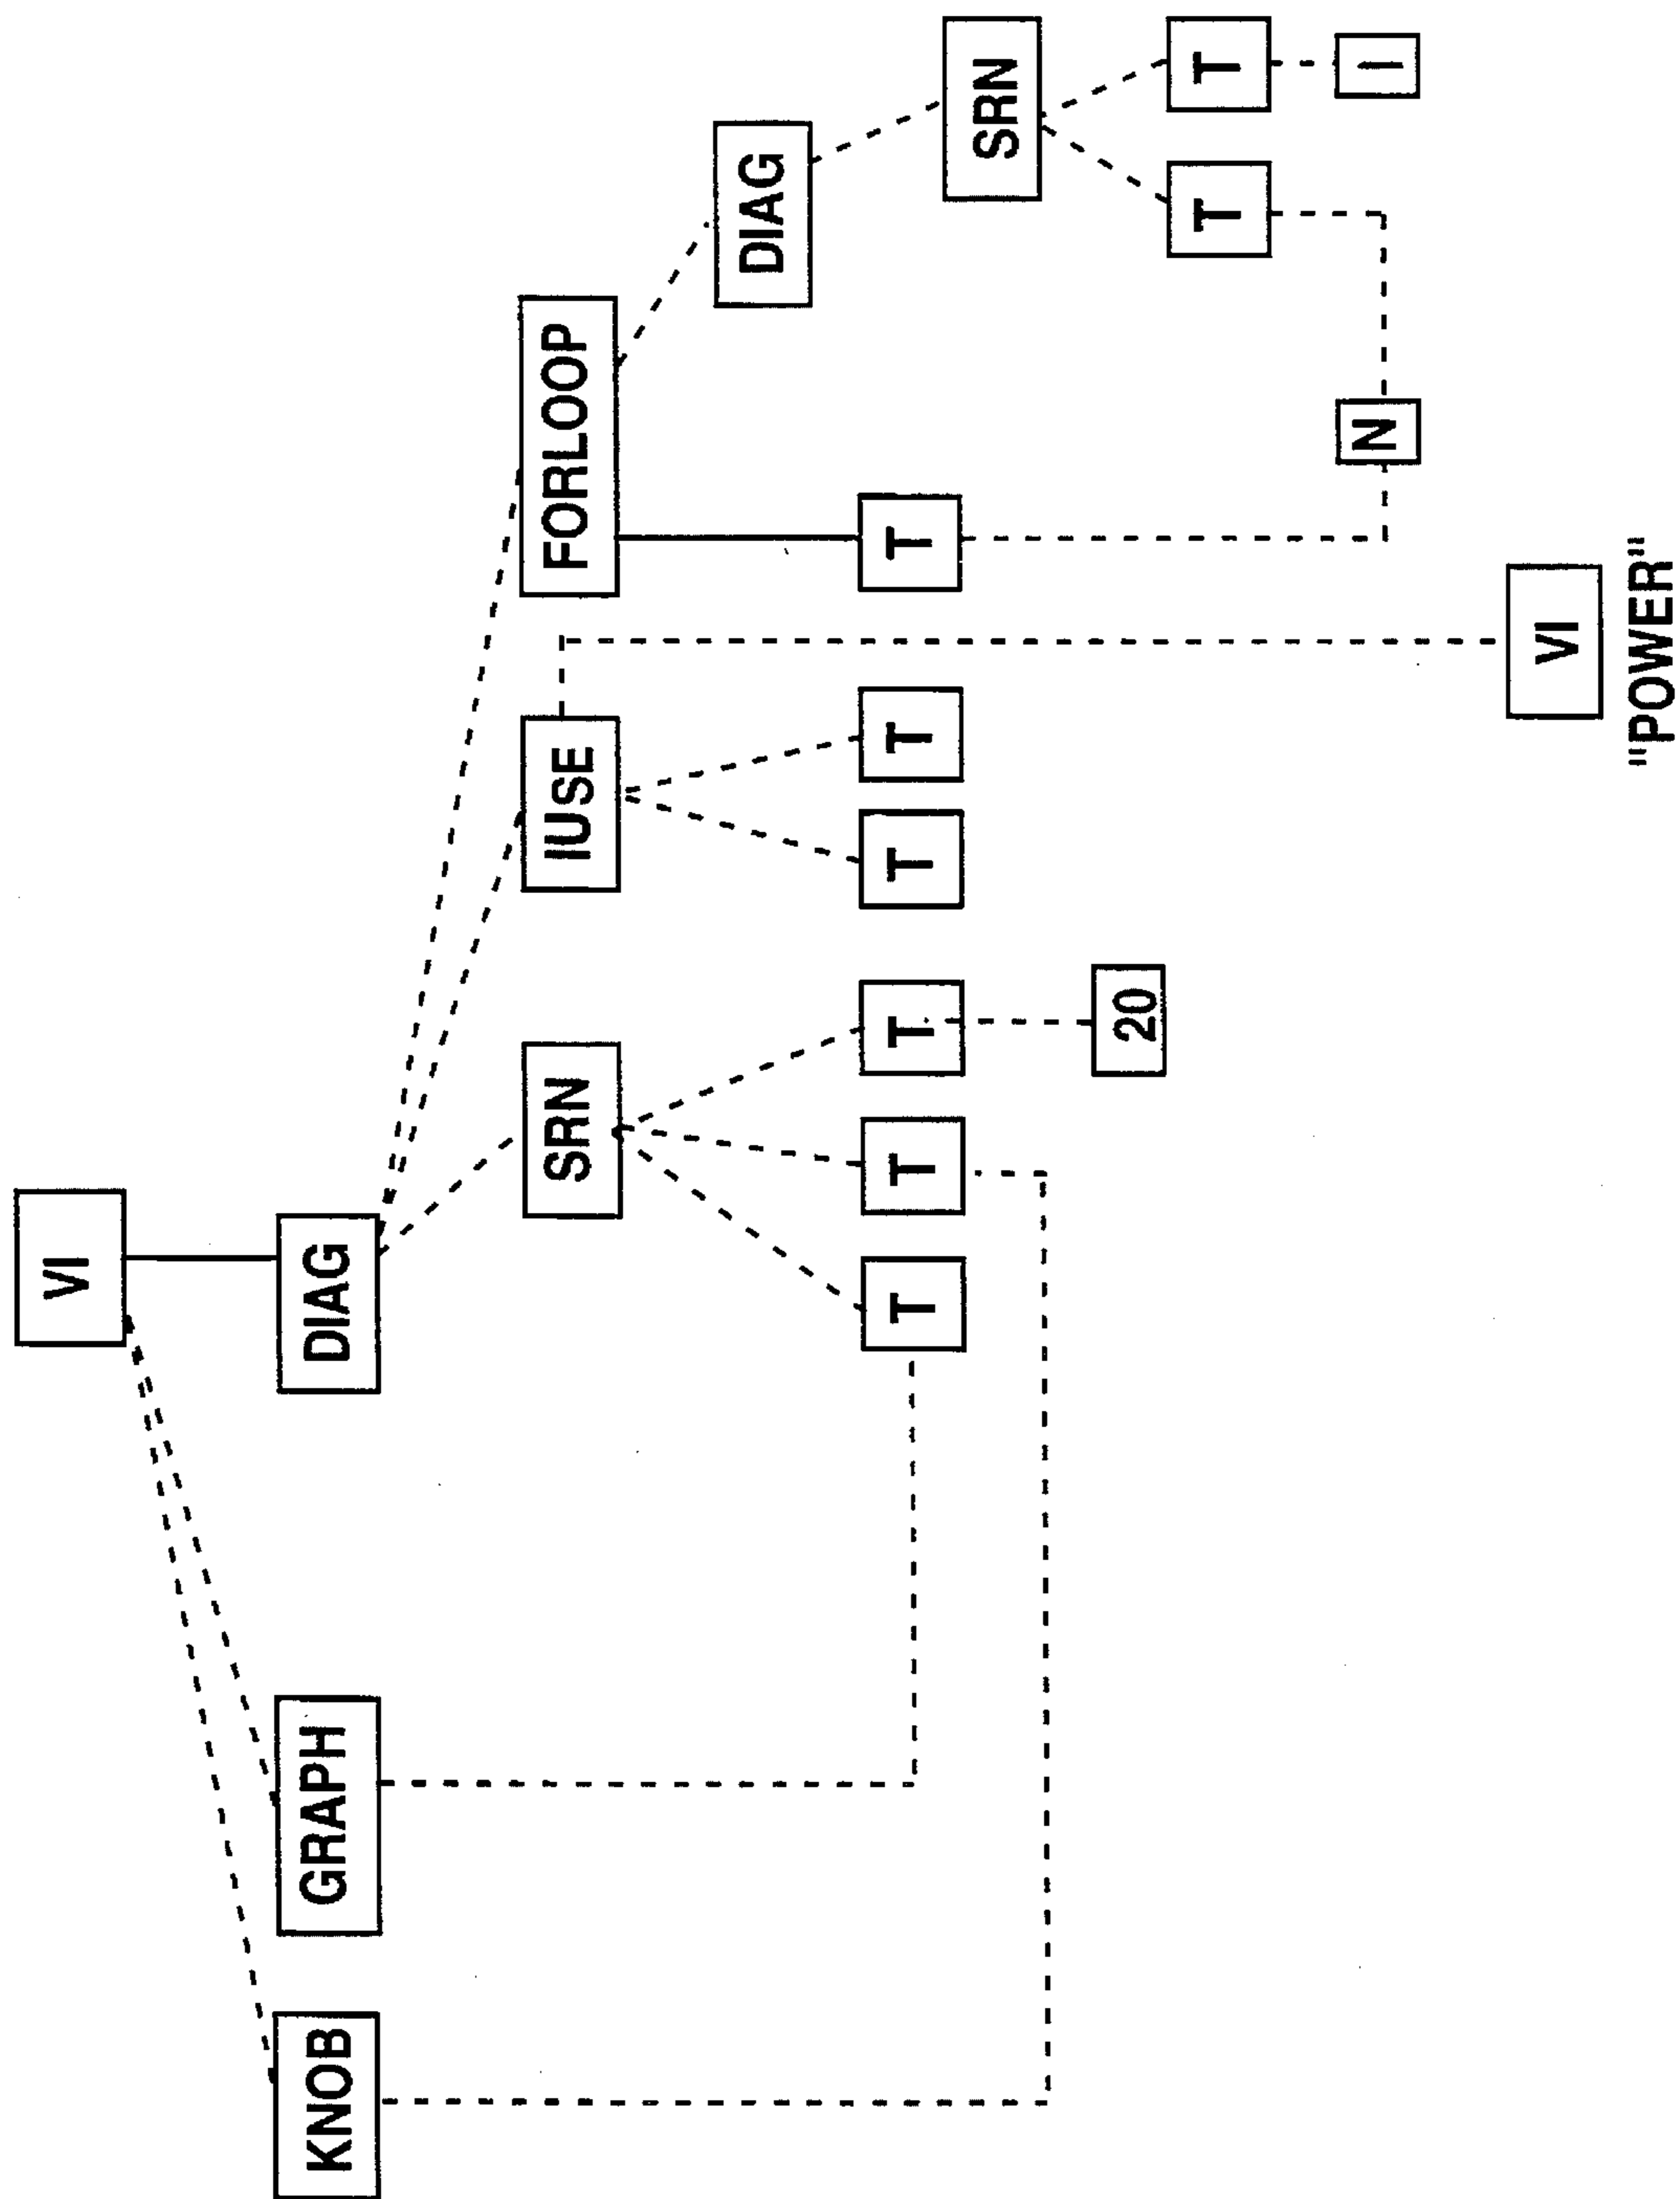 VI
KNOB GRAPH DIAG
SRN IUSE FORLOOP
DIAG
T T T T T T
SRN
20
T T
N I
VI
"POWER"